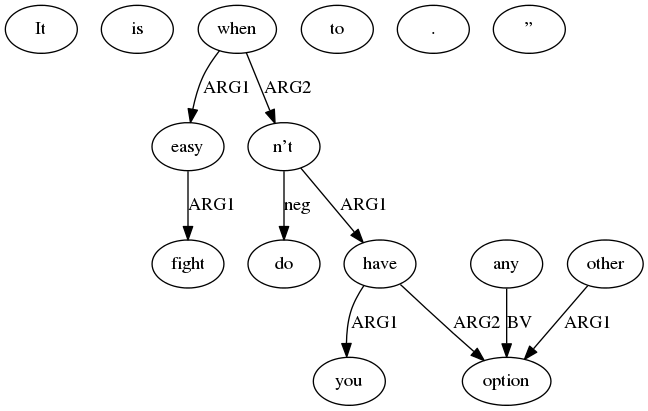 It is when to . ”
ARG1 ARG2
easy n't
ARG1 neg ARG1
fight do have any other
ARG1 ARG2 BV ARG1
you option